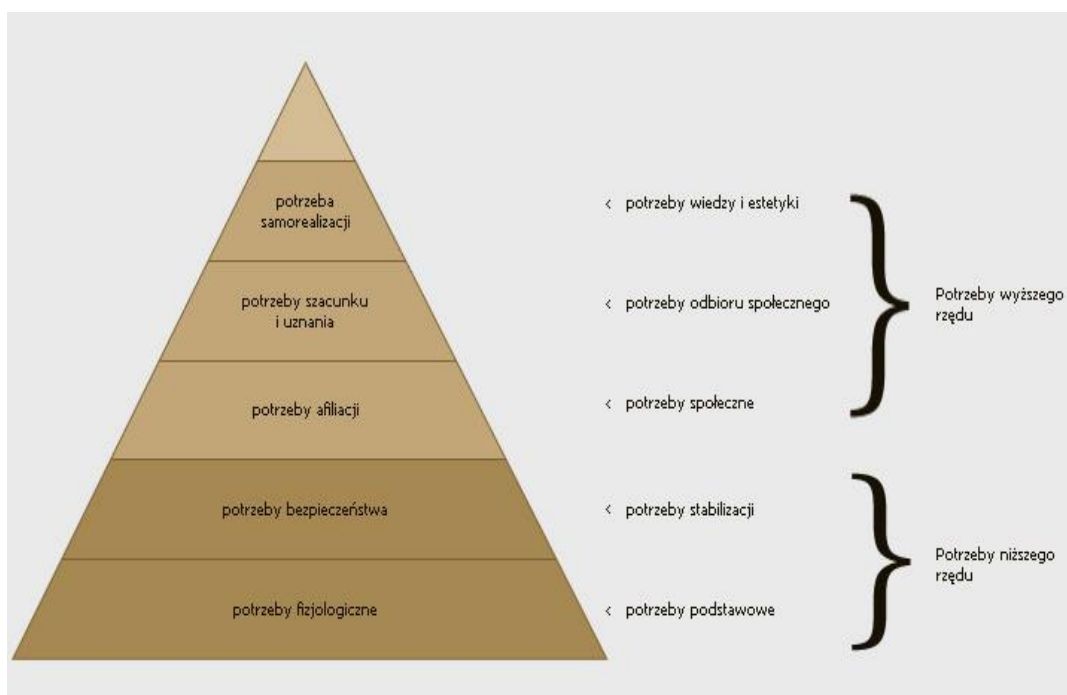 potrzeba
samorealizacji
< potrzeby wiedzy i estetyki
potrzeby szacunku
i uznania
< potrzeby odbioru społecznego
Potrzeby wyższego
rzędu
potrzeby afiliacji
< potrzeby społeczne
potrzeby bezpieczeństwa
< potrzeby stabilizacji
Potrzeby niższego
rzędu
potrzeby fizjologiczne
< potrzeby podstawowe